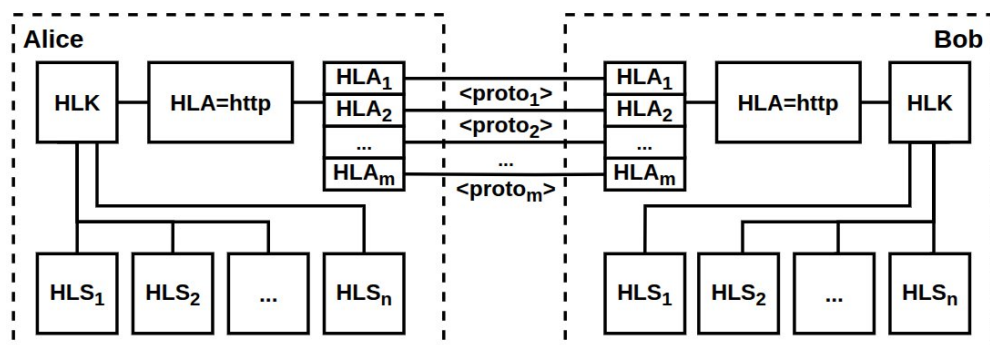 Alice
Bob
HLK
HLA=http
HLA₁
HLA₂
...
HLAₘ
<proto₁>
<proto₂>
...
<protoₘ>
HLA₁
HLA₂
...
HLAₘ
HLA=http
HLK
HLS₁
HLS₂
...
HLSₙ
HLS₁
HLS₂
...
HLSₙ